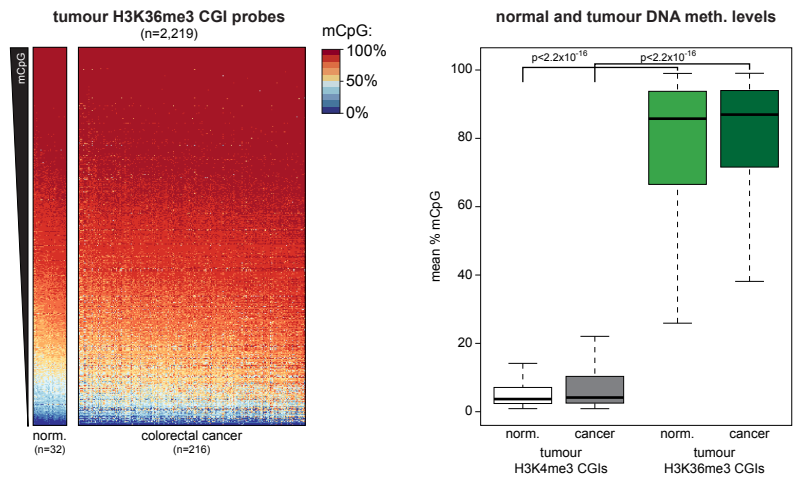 tumour H3K36me3 CGI probes
(n=2,219)
mCpG
mCpG:
100%
50%
0%
norm.
(n=32)
colorectal cancer
(n=216)
normal and tumour DNA meth. levels
p<2.2x10-16
p<2.2x10-16
mean % mCpG
100
80
60
40
20
0
norm.
cancer
norm.
cancer
tumour
H3K4me3 CGIs
tumour
H3K36me3 CGIs